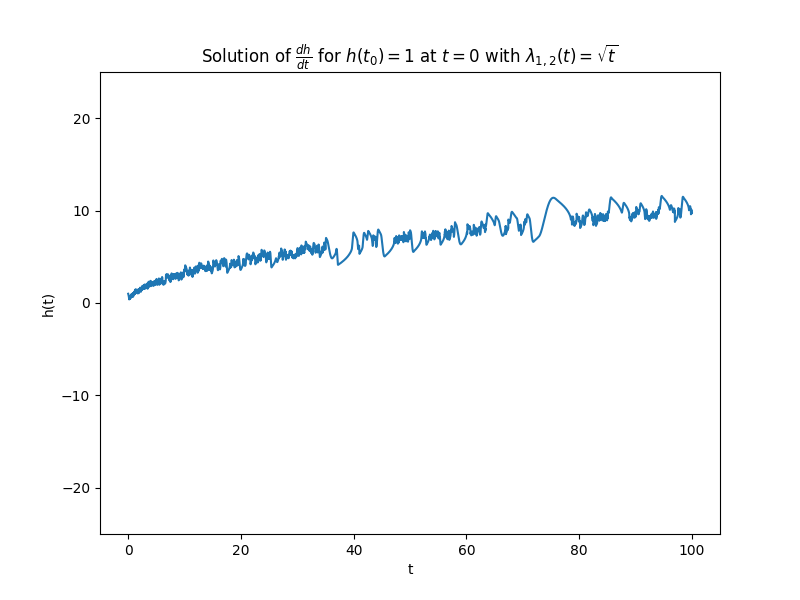 Solution of $\frac{dh}{dt}$ for $h(t_0) = 1$ at $t = 0$ with $\lambda_{1,2}(t) = \sqrt{t}$
20
10
0
−10
−20
h(t)
0 20 40 60 80 100
t